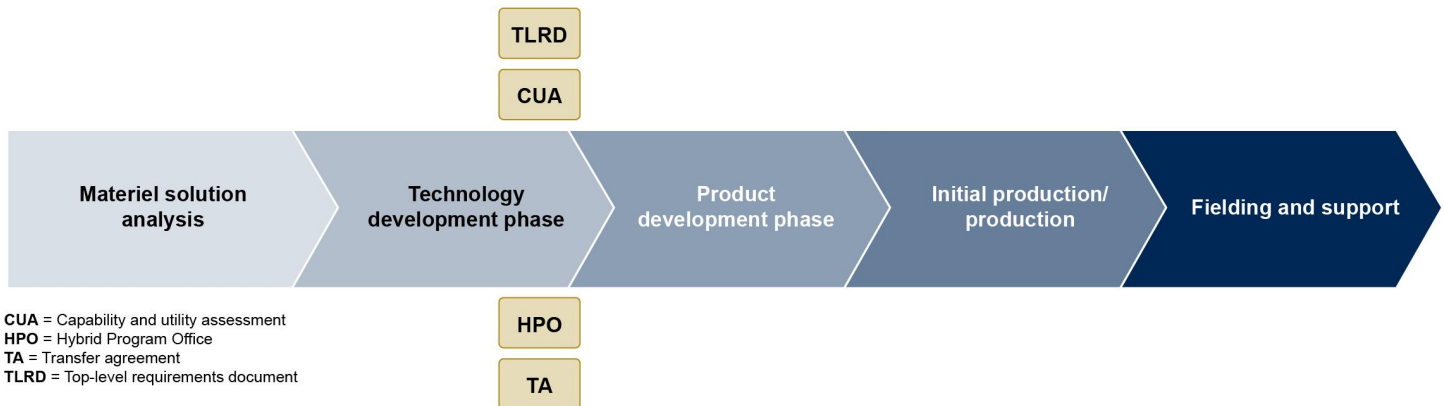 TLRD
CUA
Materiel solution
analysis
Technology
development phase
Product
development phase
Initial production/
production
Fielding and support
CUA = Capability and utility assessment
HPO = Hybrid Program Office
TA = Transfer agreement
TLRD = Top-level requirements document
HPO
TA